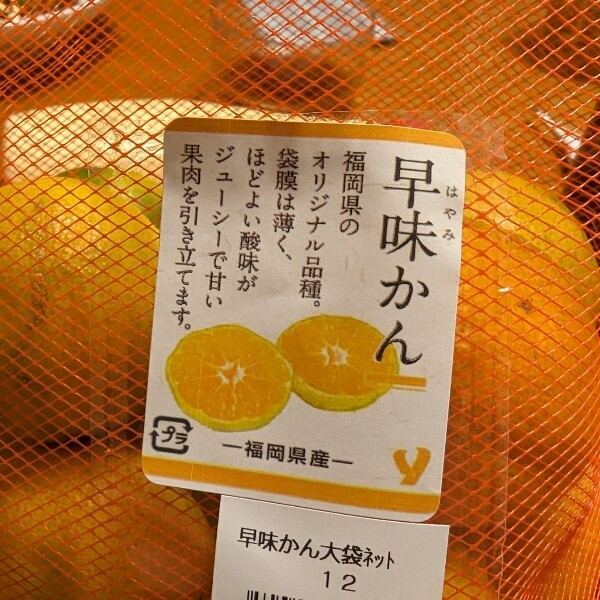 早味かん
はやみ
福岡県の
オリジナル品種。
袋膜は薄く、
ほどよい酸味が
ジューシーで甘い
果肉を引き立てます。
プラ
—福岡県産—
早味かん大袋ﾈｯﾄ
12